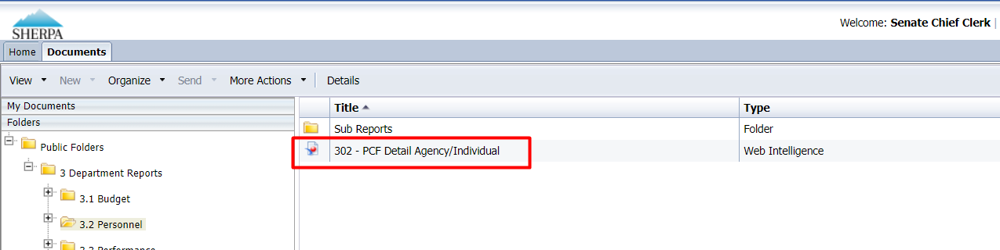 SHERPA
Welcome: Senate Chief Clerk |
Home Documents
View New Organize Send More Actions Details
My Documents
Folders
Public Folders
3 Department Reports
3.1 Budget
3.2 Personnel
3.3 Performance
Title Type
Sub Reports Folder
302 - PCF Detail Agency/Individual Web Intelligence